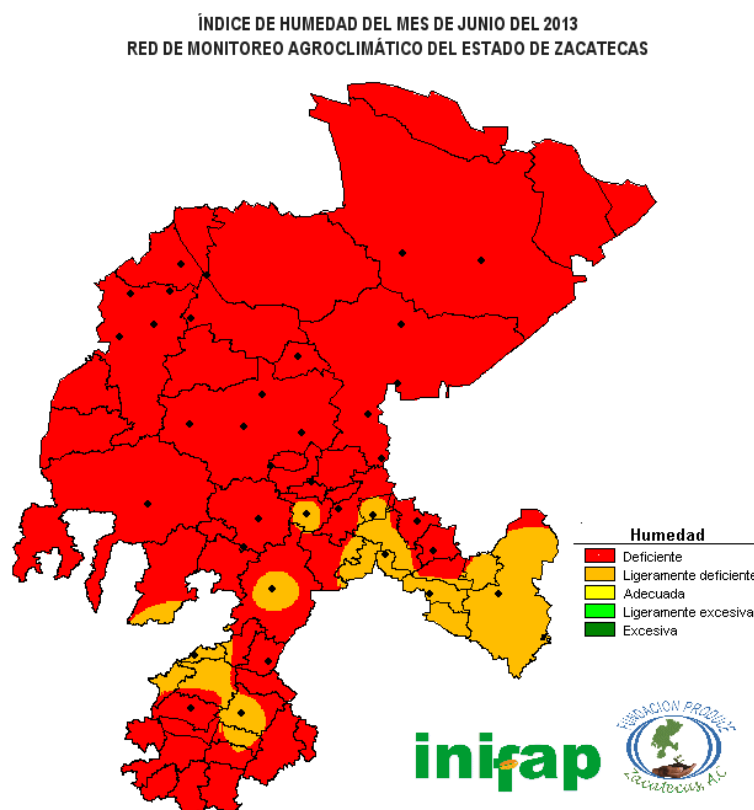 ÍNDICE DE HUMEDAD DEL MES DE JUNIO DEL 2013
RED DE MONITOREO AGROCLIMÁTICO DEL ESTADO DE ZACATECAS
Humedad
Deficiente
Ligeramente deficiente
Adecuada
Ligeramente excesiva
Excesiva
inifap
FUNDACION PRODUCE
Zacatecas, A.C